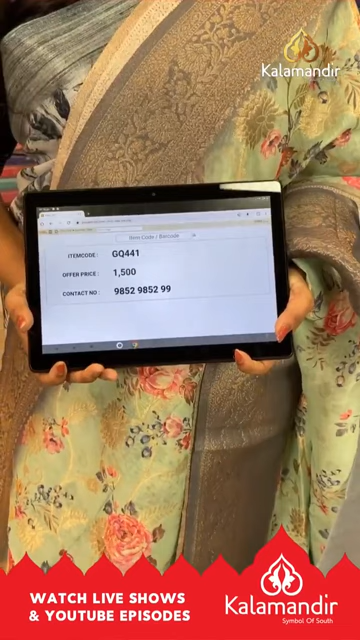 Kalamandir
Item Code / Barcode
ITEMCODE : GQ441
OFFER PRICE : 1,500
CONTACT NO : 9852 9852 99
WATCH LIVE SHOWS
& YOUTUBE EPISODES
Kalamandir
Symbol Of South